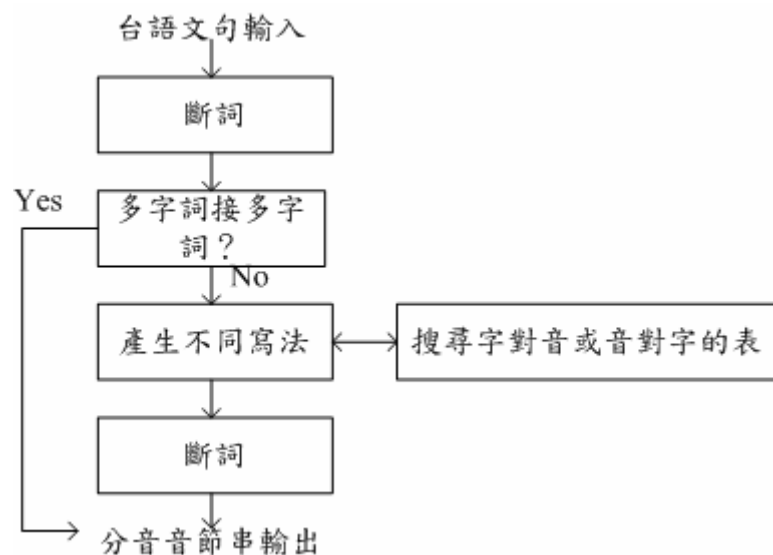 台語文句輸入
斷詞
Yes
多字詞接多字
詞？
No
產生不同寫法
搜尋字對音或音對字的表
斷詞
分音音節串輸出